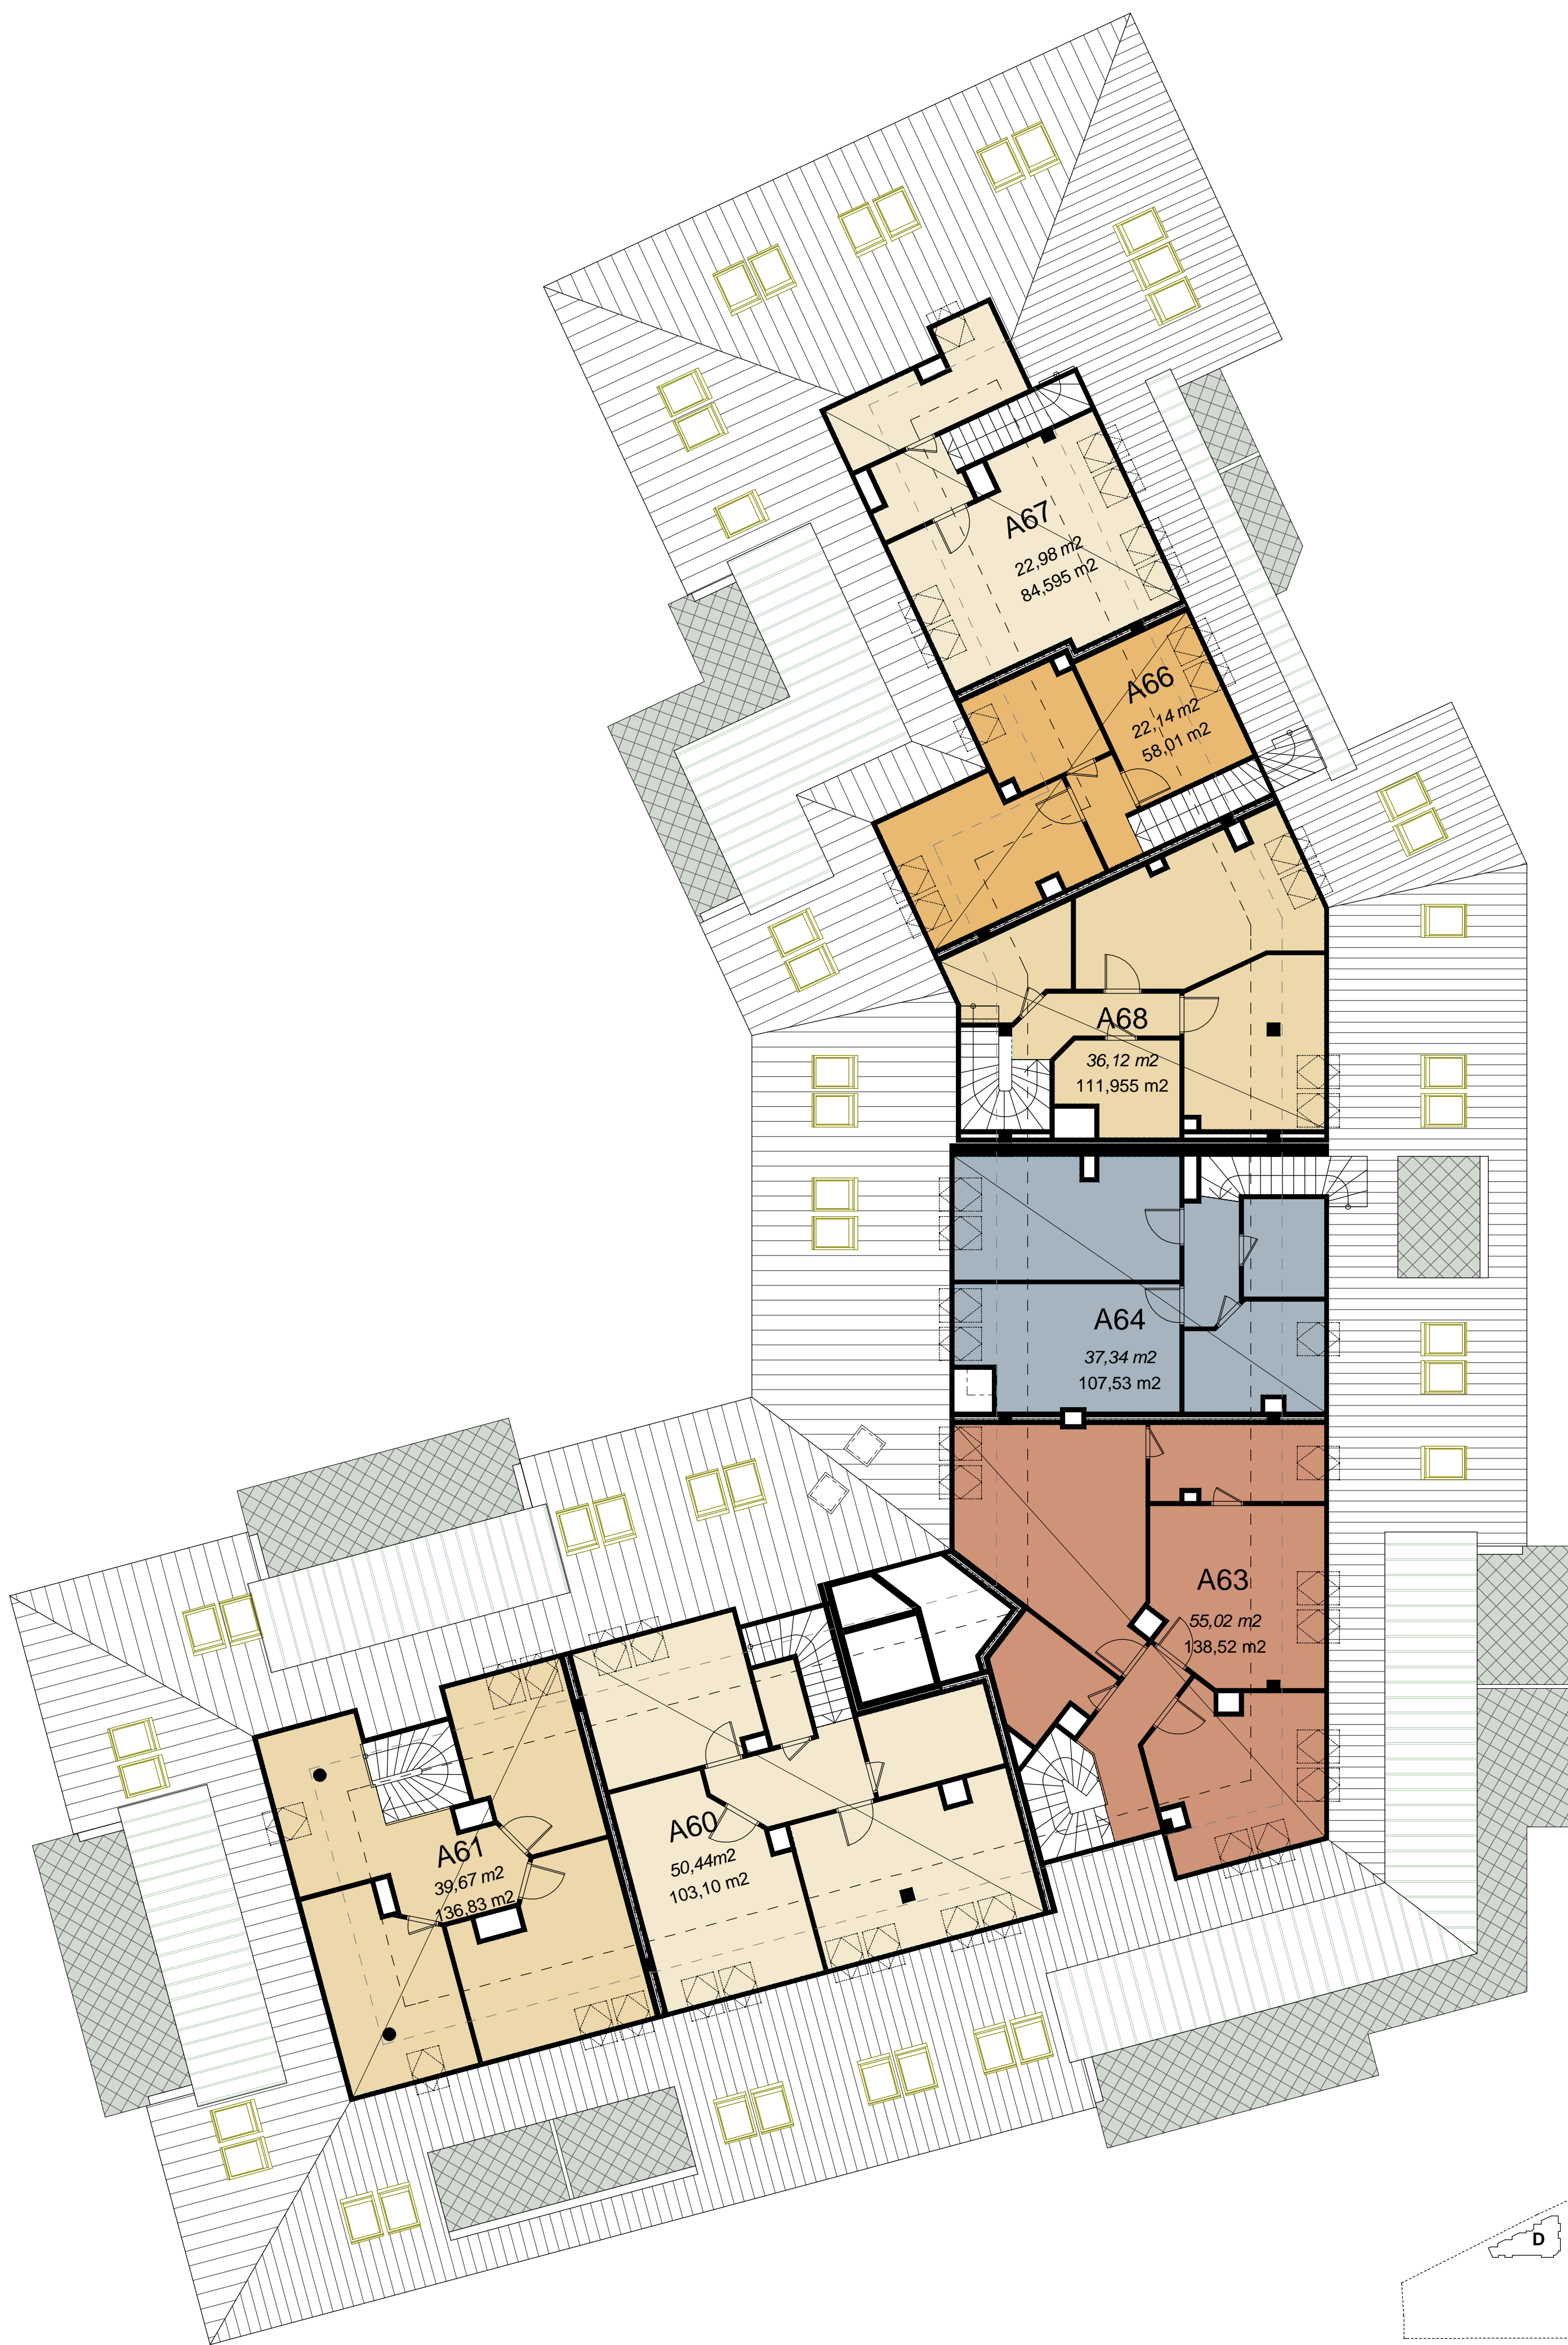 A67
22,98 m2
84,595 m2
A66
22,14 m2
58,01 m2
A68
36,12 m2
111,955 m2
A64
37,34 m2
107,53 m2
A63
55,02 m2
138,52 m2
A60
50,44m2
103,10 m2
A61
39,67 m2
136,83 m2
D